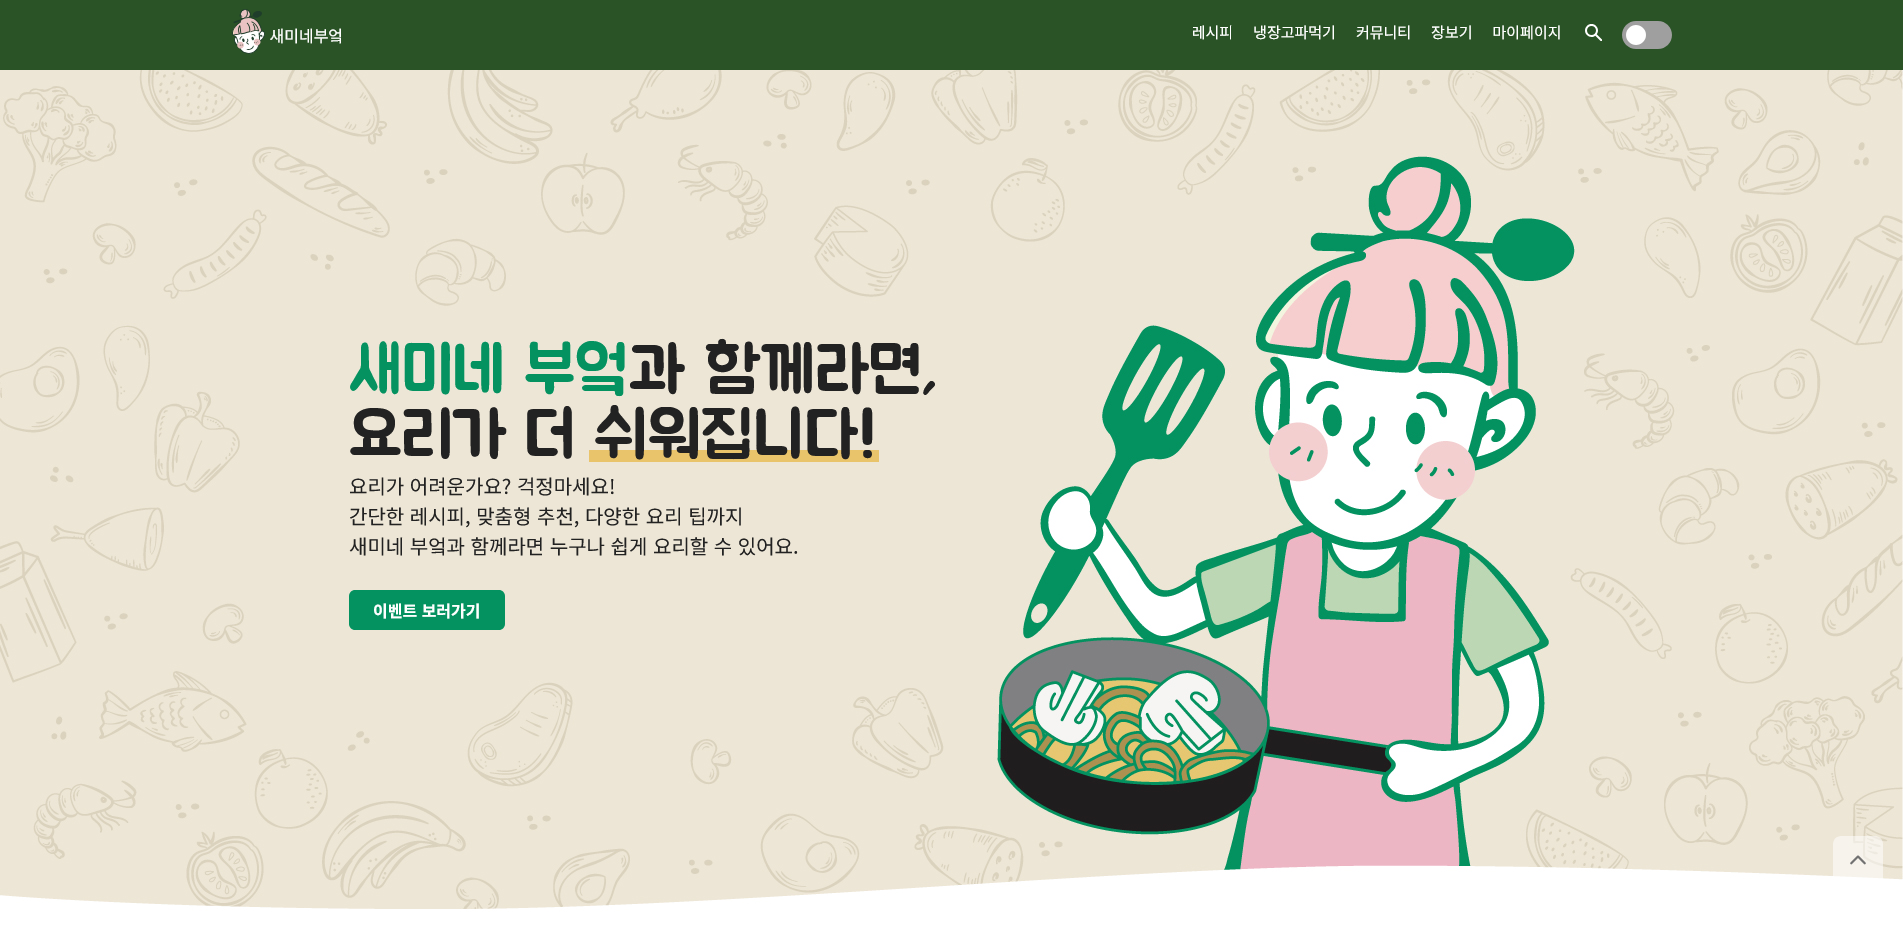 새미네부엌
레시피
냉장고파먹기
커뮤니티
장보기
마이페이지
새미네 부엌과 함께라면,
요리가 더 쉬워집니다!
요리가 어려운가요? 걱정마세요!
간단한 레시피, 맞춤형 추천, 다양한 요리 팁까지
새미네 부엌과 함께라면 누구나 쉽게 요리할 수 있어요.
이벤트 보러가기